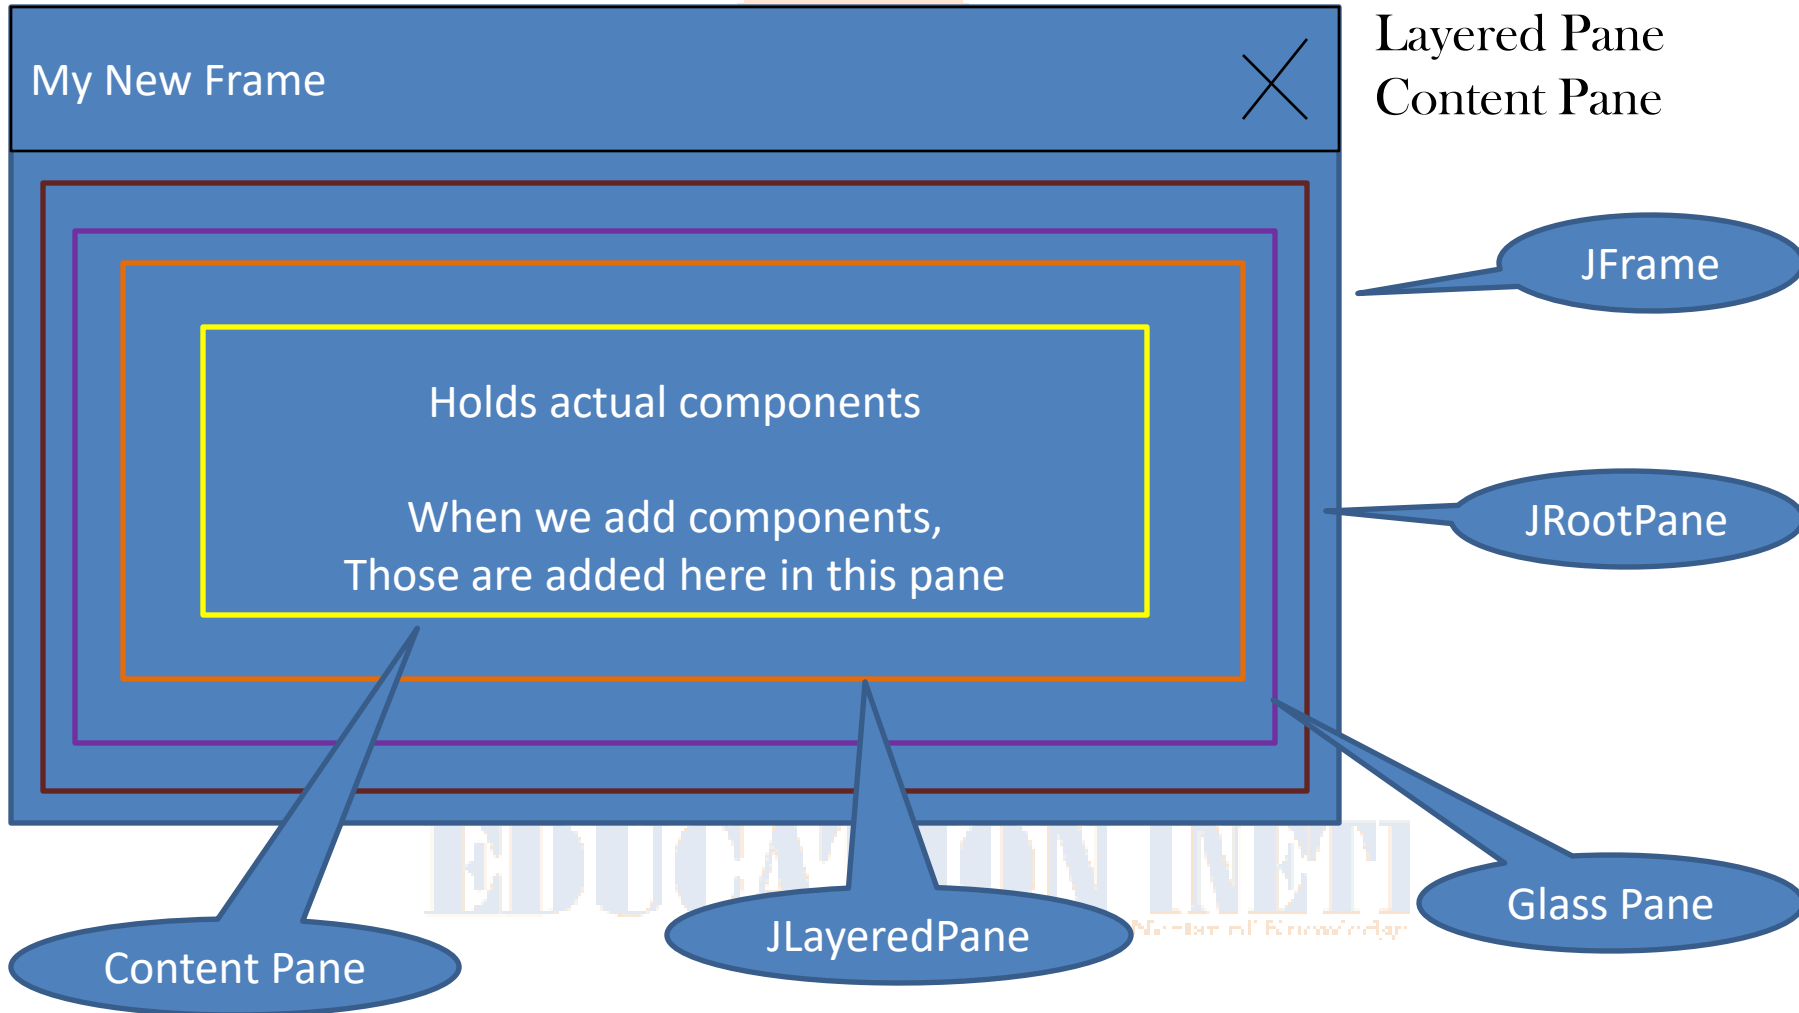 Layered Pane
Content Pane
My New Frame
JFrame
Holds actual components
When we add components,
Those are added here in this pane
JRootPane
Glass Pane
JLayeredPane
Content Pane
EDUCATION